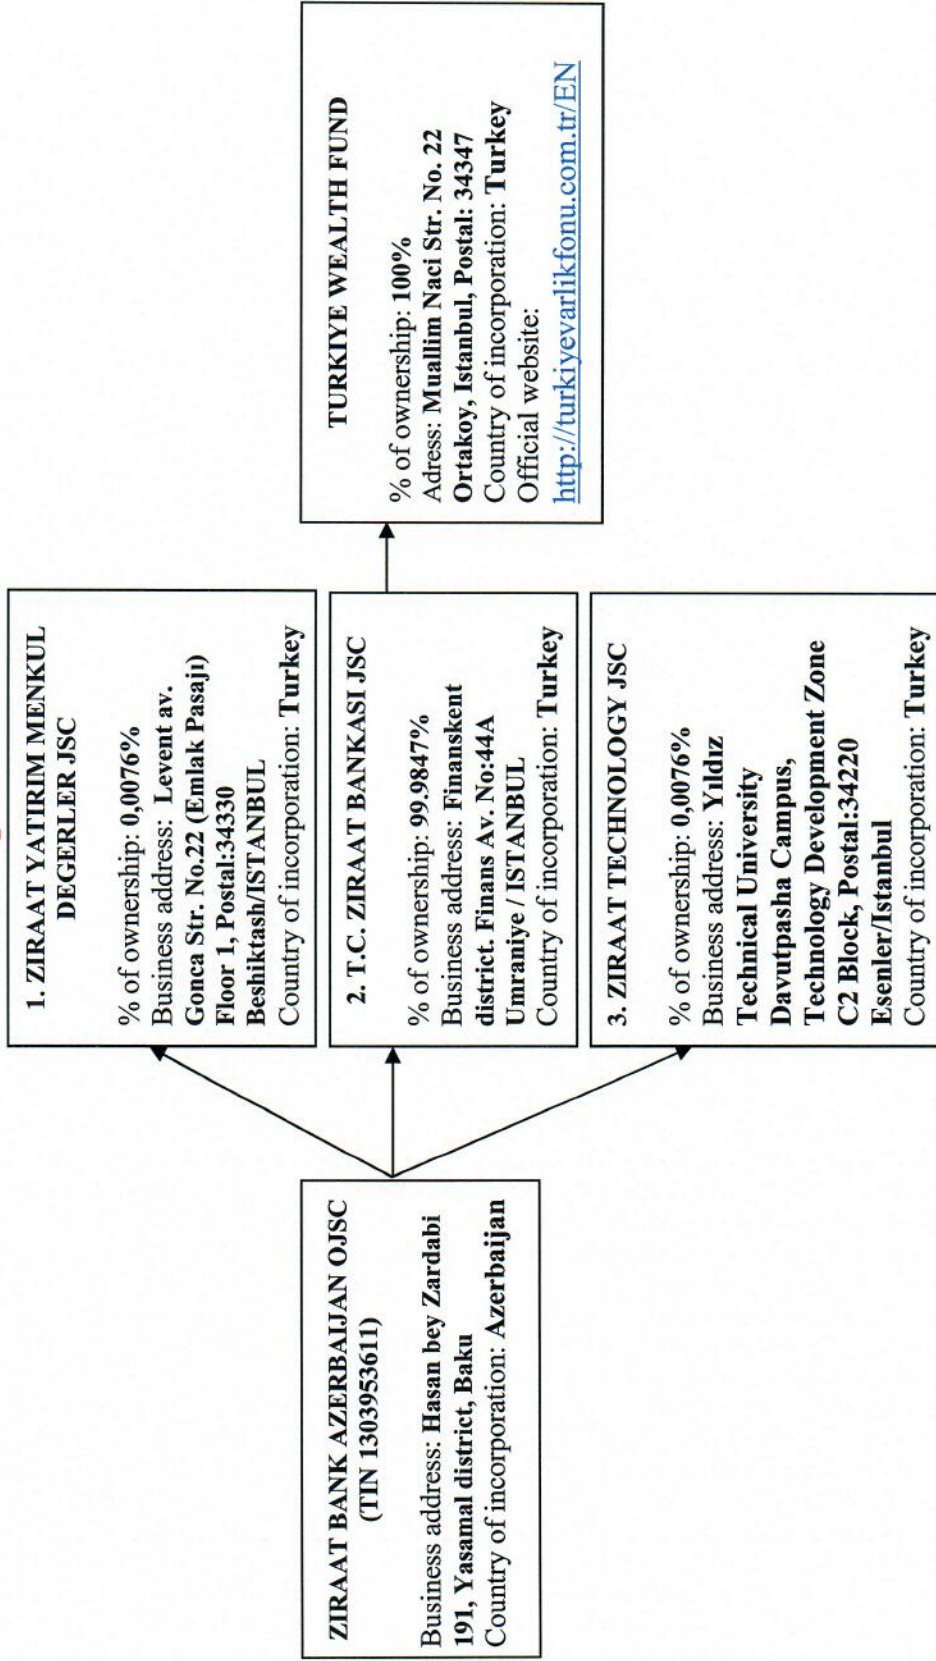 ZIRAAT BANK AZERBAIJAN OJSC
(TIN 1303953611)
Business address: Hasan bey Zardabi
191, Yasamal district, Baku
Country of incorporation: Azerbaijan
1. ZIRAAT YATIRIM MENKUL
DEGERLER JSC
% of ownership: 0,0076%
Business address: Levent av.
Gonca Str. No.22 (Emlak Pasajı)
Floor 1, Postal:34330
Beshiktash/ISTANBUL
Country of incorporation: Turkey
2. T.C. ZIRAAT BANKASI JSC
% of ownership: 99.9847%
Business address: Finanskent
district. Finans Av. No:44A
Umraniye / ISTANBUL
Country of incorporation: Turkey
3. ZIRAAT TECHNOLOGY JSC
% of ownership: 0,0076%
Business address: Yıldız
Technical University
Davutpasha Campus,
Technology Development Zone
C2 Block, Postal:34220
Esenler/Istanbul
Country of incorporation: Turkey
TURKIYE WEALTH FUND
% of ownership: 100%
Adress: Muallim Naci Str. No. 22
Ortakoy, Istanbul, Postal: 34347
Country of incorporation: Turkey
Official website:
http://turkiyevarlikfonu.com.tr/EN